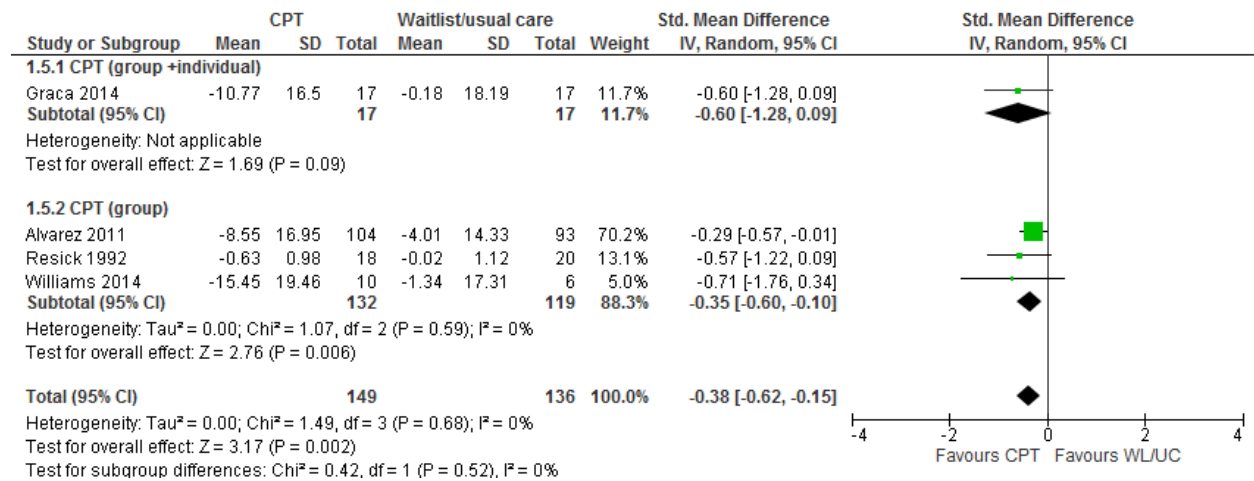 CPT Waitlist/usual care Std. Mean Difference Std. Mean Difference
Study or Subgroup Mean SD Total Mean SD Total Weight IV, Random, 95% CI IV, Random, 95% CI
1.5.1 CPT (group +individual)
Graca 2014 -10.77 16.5 17 -0.18 18.19 17 11.7% -0.60 [-1.28, 0.09]
Subtotal (95% CI) 17 17 11.7% -0.60 [-1.28, 0.09]
Heterogeneity: Not applicable
Test for overall effect: Z = 1.69 (P = 0.09)
1.5.2 CPT (group)
Alvarez 2011 -8.55 16.95 104 -4.01 14.33 93 70.2% -0.29 [-0.57, -0.01]
Resick 1992 -0.63 0.98 18 -0.02 1.12 20 13.1% -0.57 [-1.22, 0.09]
Williams 2014 -15.45 19.46 10 -1.34 17.31 6 5.0% -0.71 [-1.76, 0.34]
Subtotal (95% CI) 132 119 88.3% -0.35 [-0.60, -0.10]
Heterogeneity: Tau² = 0.00; Chi² = 1.07, df = 2 (P = 0.59); I² = 0%
Test for overall effect: Z = 2.76 (P = 0.006)
Total (95% CI) 149 136 100.0% -0.38 [-0.62, -0.15]
Heterogeneity: Tau² = 0.00; Chi² = 1.49, df = 3 (P = 0.68); I² = 0%
Test for overall effect: Z = 3.17 (P = 0.002)
Test for subgroup differences: Chi² = 0.42, df = 1 (P = 0.52), I² = 0%
-4 -2 0 2 4
Favours CPT Favours WL/UC